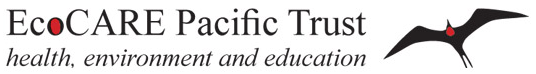 EcoCARE Pacific Trust
health, environment and education